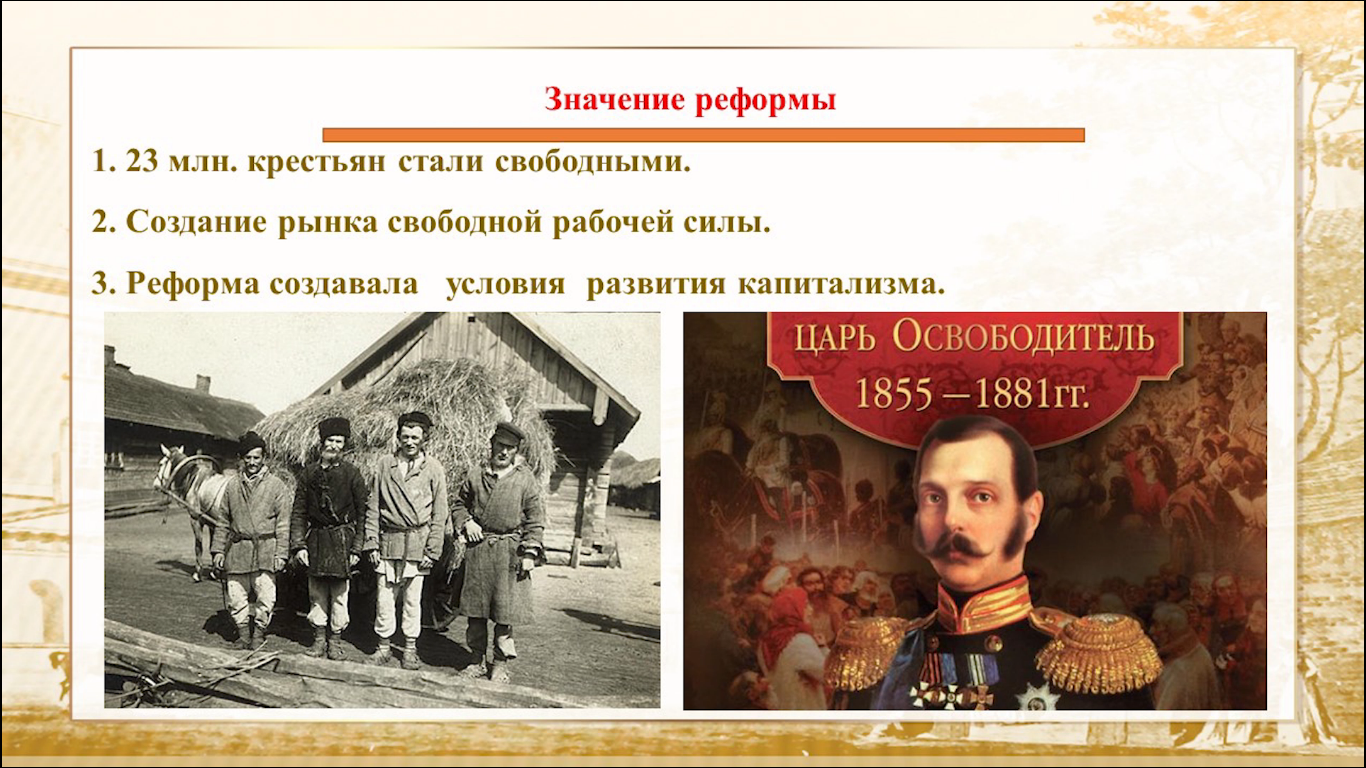 Значение реформы
1. 23 млн. крестьян стали свободными.
2. Создание рынка свободной рабочей силы.
3. Реформа создавала условия развития капитализма.
ЦАРЬ ОСВОБОДИТЕЛЬ
1855 – 1881гг.